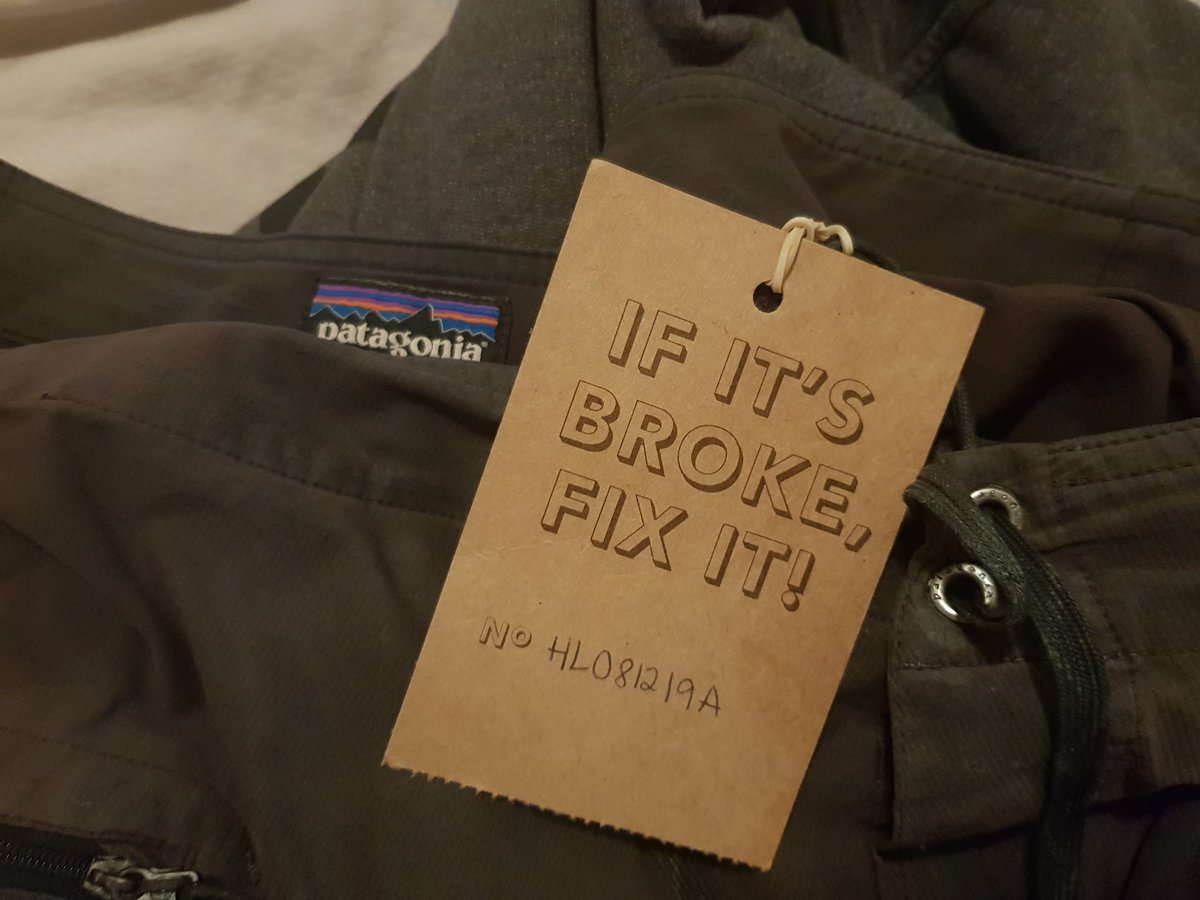 patagonia®
IF IT'S
BROKE,
FIX IT!
No HL081219A